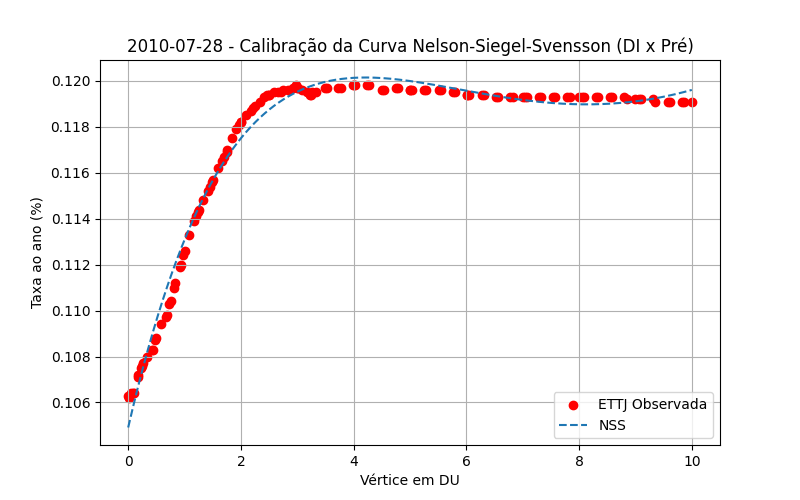 2010-07-28 - Calibração da Curva Nelson-Siegel-Svensson (DI x Pré)
Taxa ao ano (%)
0.120
0.118
0.116
0.114
0.112
0.110
0.108
0.106
0 2 4 6 8 10
Vértice em DU
ETTJ Observada
NSS